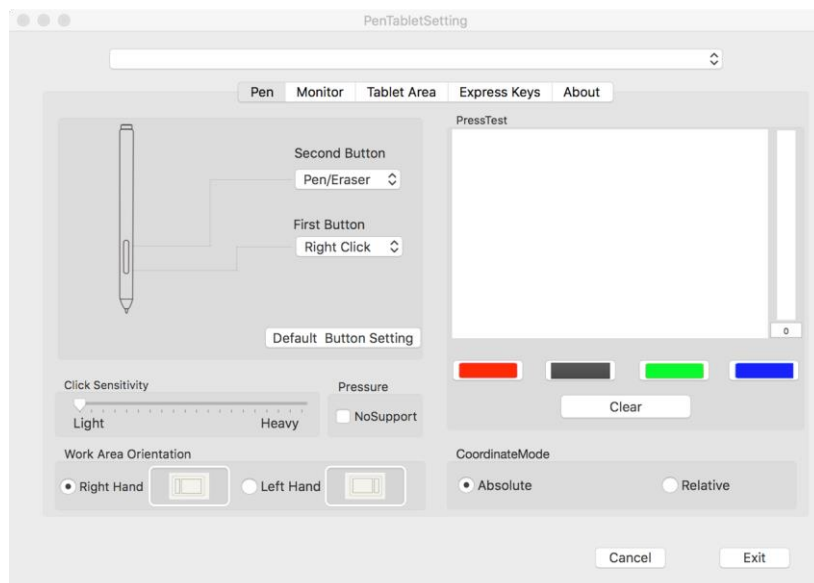 PenTabletSetting
Pen Monitor Tablet Area Express Keys About
Second Button
Pen/Eraser
First Button
Right Click
Default Button Setting
PressTest
0
Clear
Click Sensitivity
Light Heavy
Pressure
NoSupport
Work Area Orientation
Right Hand Left Hand
CoordinateMode
Absolute Relative
Cancel Exit